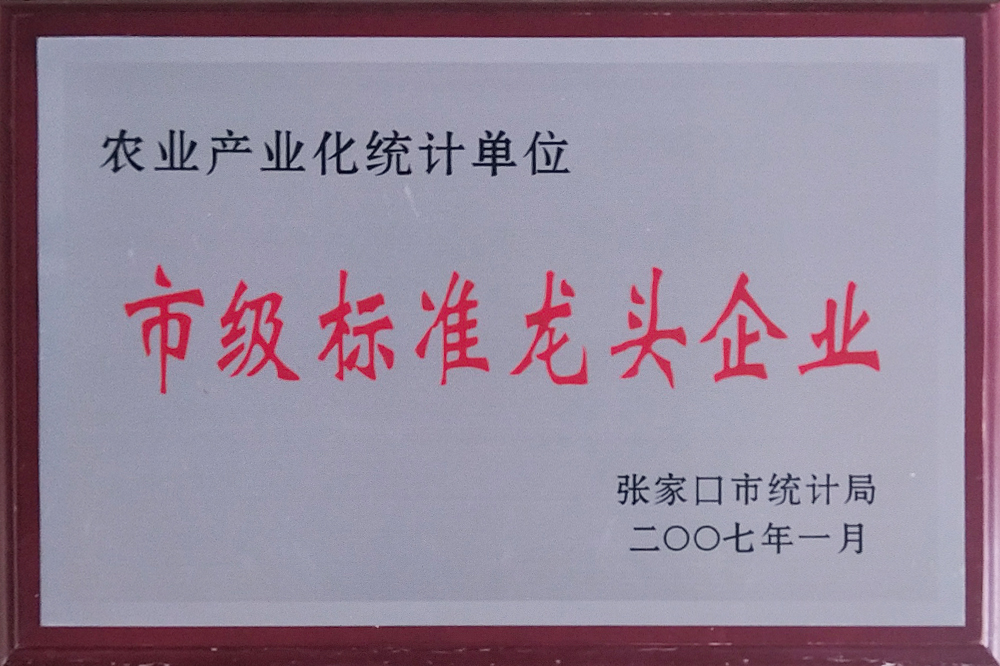 农业产业化统计单位
市级标准龙头企业
张家口市统计局
二〇〇七年一月